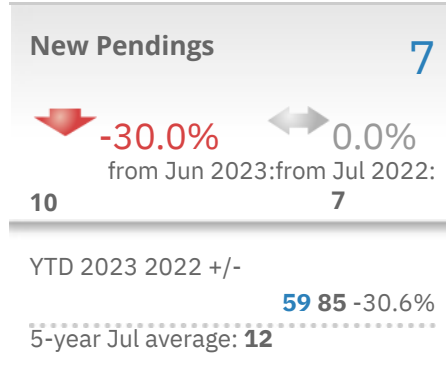 New Pendings
7
-30.0% 0.0%
from Jun 2023:from Jul 2022:
10 7
YTD 2023 2022 +/-
59 85 -30.6%
5-year Jul average: 12